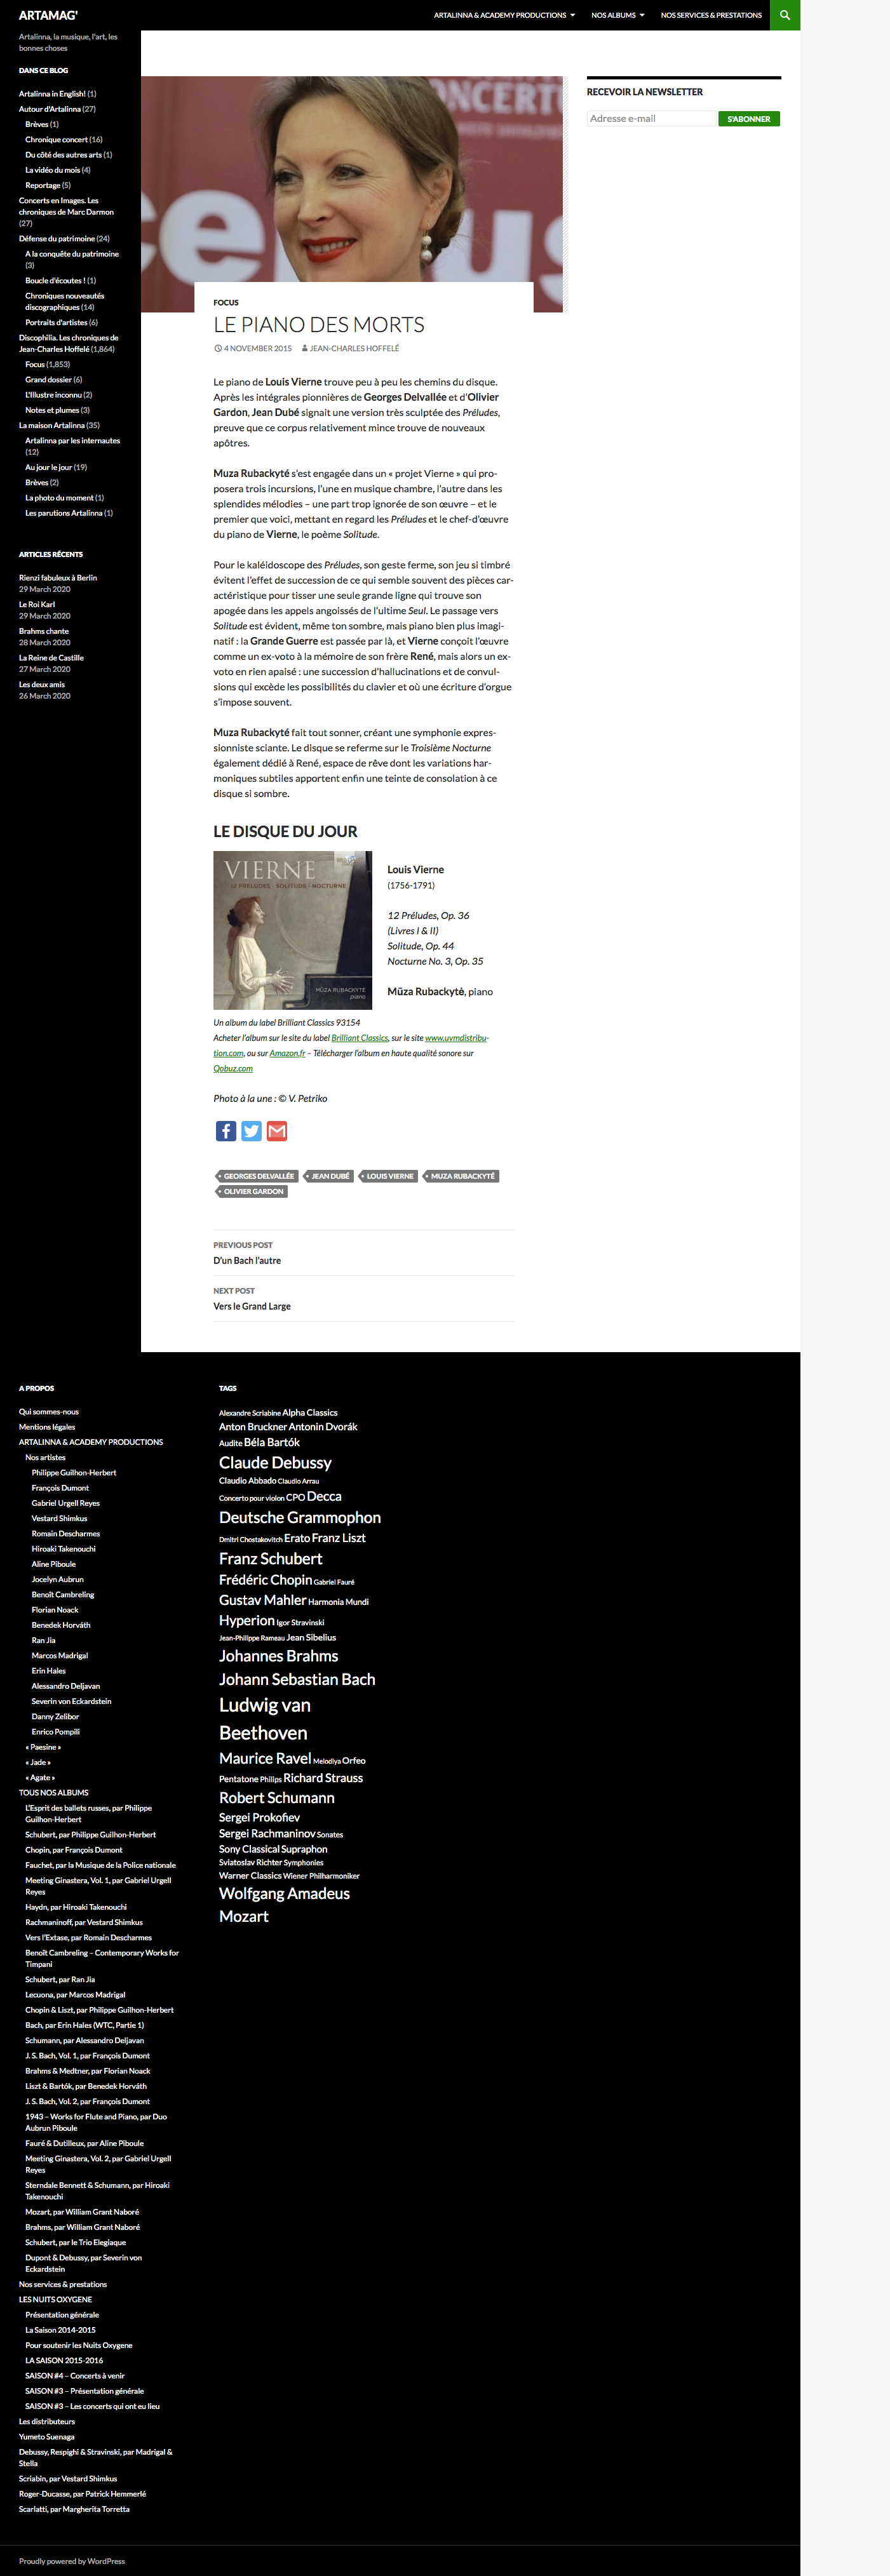 ARTAMAG'
ARTALINNA & ACADEMY PRODUCTIONS
NOS ALBUMS
NOS SERVICES & PRESTATIONS
Artalinna, la musique, l'art, les
bonnes choses
DANS CE BLOG
Artalinna in English! (1)
Autour d'Artalinna (27)
Brèves (1)
Chronique concert (16)
Du côté des autres arts (1)
La vidéo du mois (4)
Reportage (5)
Concerts en Images. Les
chroniques de Marc Darmon
(27)
Défense du patrimoine (24)
A la conquête du patrimoine
(3)
Boucle d'écoutes ! (1)
Chroniques nouveautés
discographiques (14)
Portraits d'artistes (6)
Discophilia. Les chroniques de
Jean-Charles Hoffelé (1,864)
Focus (1,853)
Grand dossier (6)
L'Illustre inconnu (2)
Notes et plumes (3)
La maison Artalinna (35)
Artalinna par les internautes
(12)
Au jour le jour (19)
Brèves (2)
La photo du moment (1)
Les parutions Artalinna (1)
ARTICLES RÉCENTS
Rienzi fabuleux à Berlin
29 March 2020
Le Roi Karl
29 March 2020
Brahms chante
28 March 2020
La Reine de Castille
27 March 2020
Les deux amis
26 March 2020
FOCUS
LE PIANO DES MORTS
4 NOVEMBER 2015 JEAN-CHARLES HOFFELÉ
Le piano de Louis Vierne trouve peu à peu les chemins du disque.
Après les intégrales pionnières de Georges Delvallée et d'Olivier
Gardon, Jean Dubé signait une version très sculptée des Préludes,
preuve que ce corpus relativement mince trouve de nouveaux
apôtres.
Muza Rubackyté s'est engagée dans un « projet Vierne » qui pro-
posera trois incursions, l'une en musique chambre, l'autre dans les
splendides mélodies – une part trop ignorée de son œuvre – et le
premier que voici, mettant en regard les Préludes et le chef-d'œuvre
du piano de Vierne, le poème Solitude.
Pour le kaléidoscope des Préludes, son geste ferme, son jeu si timbré
évitent l'effet de succession de ce qui semble souvent des pièces car-
actéristique pour tisser une seule grande ligne qui trouve son
apogée dans les appels angoissés de l'ultime Seul. Le passage vers
Solitude est évident, même ton sombre, mais piano bien plus imagi-
natif : la Grande Guerre est passée par là, et Vierne conçoit l'œuvre
comme un ex-voto à la mémoire de son frère René, mais alors un ex-
voto en rien apaisé : une succession d'hallucinations et de convul-
sions qui excède les possibilités du clavier et où une écriture d'orgue
s'impose souvent.
Muza Rubackyté fait tout sonner, créant une symphonie expres-
sionniste sciante. Le disque se referme sur le Troisième Nocturne
également dédié à René, espace de rêve dont les variations har-
moniques subtiles apportent enfin une teinte de consolation à ce
disque si sombre.
LE DISQUE DU JOUR
VIERNE
12 PRELUDES · SOLITUDE · NOCTURNE
MŪZA RUBACKYTĖ
piano
Louis Vierne
(1756-1791)
12 Préludes, Op. 36
(Livres I & II)
Solitude, Op. 44
Nocturne No. 3, Op. 35
Mūza Rubackytė, piano
Un album du label Brilliant Classics 93154
Acheter l'album sur le site du label Brilliant Classics, sur le site www.uvmdistribu-
tion.com, ou sur Amazon.fr – Télécharger l'album en haute qualité sonore sur
Qobuz.com
Photo à la une : © V. Petriko
GEORGES DELVALLÉE
JEAN DUBÉ
LOUIS VIERNE
MUZA RUBACKYTÉ
OLIVIER GARDON
PREVIOUS POST
D'un Bach l'autre
NEXT POST
Vers le Grand Large
RECEVOIR LA NEWSLETTER
Adresse e-mail
S'ABONNER
A PROPOS
Qui sommes-nous
Mentions légales
ARTALINNA & ACADEMY PRODUCTIONS
Nos artistes
Philippe Guilhon-Herbert
François Dumont
Gabriel Urgell Reyes
Vestard Shimkus
Romain Descharmes
Hiroaki Takenouchi
Aline Piboule
Jocelyn Aubrun
Benoît Cambreling
Florian Noack
Benedek Horváth
Ran Jia
Marcos Madrigal
Erin Hales
Alessandro Deljavan
Severin von Eckardstein
Danny Zelibor
Enrico Pompili
« Paesine »
« Jade »
« Agate »
TOUS NOS ALBUMS
L'Esprit des ballets russes, par Philippe
Guilhon-Herbert
Schubert, par Philippe Guilhon-Herbert
Chopin, par François Dumont
Fauchet, par la Musique de la Police nationale
Meeting Ginastera, Vol. 1, par Gabriel Urgell
Reyes
Haydn, par Hiroaki Takenouchi
Rachmaninoff, par Vestard Shimkus
Vers l'Extase, par Romain Descharmes
Benoît Cambreling – Contemporary Works for
Timpani
Schubert, par Ran Jia
Lecuona, par Marcos Madrigal
Chopin & Liszt, par Philippe Guilhon-Herbert
Bach, par Erin Hales (WTC, Partie 1)
Schumann, par Alessandro Deljavan
J. S. Bach, Vol. 1, par François Dumont
Brahms & Medtner, par Florian Noack
Liszt & Bartók, par Benedek Horváth
J. S. Bach, Vol. 2, par François Dumont
1943 – Works for Flute and Piano, par Duo
Aubrun Piboule
Fauré & Dutilleux, par Aline Piboule
Meeting Ginastera, Vol. 2, par Gabriel Urgell
Reyes
Sterndale Bennett & Schumann, par Hiroaki
Takenouchi
Mozart, par William Grant Naboré
Brahms, par William Grant Naboré
Schubert, par le Trio Elegiaque
Dupont & Debussy, par Severin von
Eckardstein
Nos services & prestations
LES NUITS OXYGENE
Présentation générale
La Saison 2014-2015
Pour soutenir les Nuits Oxygene
LA SAISON 2015-2016
SAISON #4 – Concerts à venir
SAISON #3 – Présentation générale
SAISON #3 – Les concerts qui ont eu lieu
Les distributeurs
Yumeto Suenaga
Debussy, Respighi & Stravinski, par Madrigal &
Stella
Scriabin, par Vestard Shimkus
Roger-Ducasse, par Patrick Hemmerlé
Scarlatti, par Margherita Torretta
TAGS
Alexandre Scriabine Alpha Classics
Anton Bruckner Antonin Dvorák
Audite Béla Bartók
Claude Debussy
Claudio Abbado Claudio Arrau
Concerto pour violon CPO Decca
Deutsche Grammophon
Dmitri Chostakovitch Erato Franz Liszt
Franz Schubert
Frédéric Chopin Gabriel Fauré
Gustav Mahler Harmonia Mundi
Hyperion Igor Stravinski
Jean-Philippe Rameau Jean Sibelius
Johannes Brahms
Johann Sebastian Bach
Ludwig van
Beethoven
Maurice Ravel Melodiya Orfeo
Pentatone Philips Richard Strauss
Robert Schumann
Sergei Prokofiev
Sergei Rachmaninov Sonates
Sony Classical Supraphon
Sviatoslav Richter Symphonies
Warner Classics Wiener Philharmoniker
Wolfgang Amadeus
Mozart
Proudly powered by WordPress